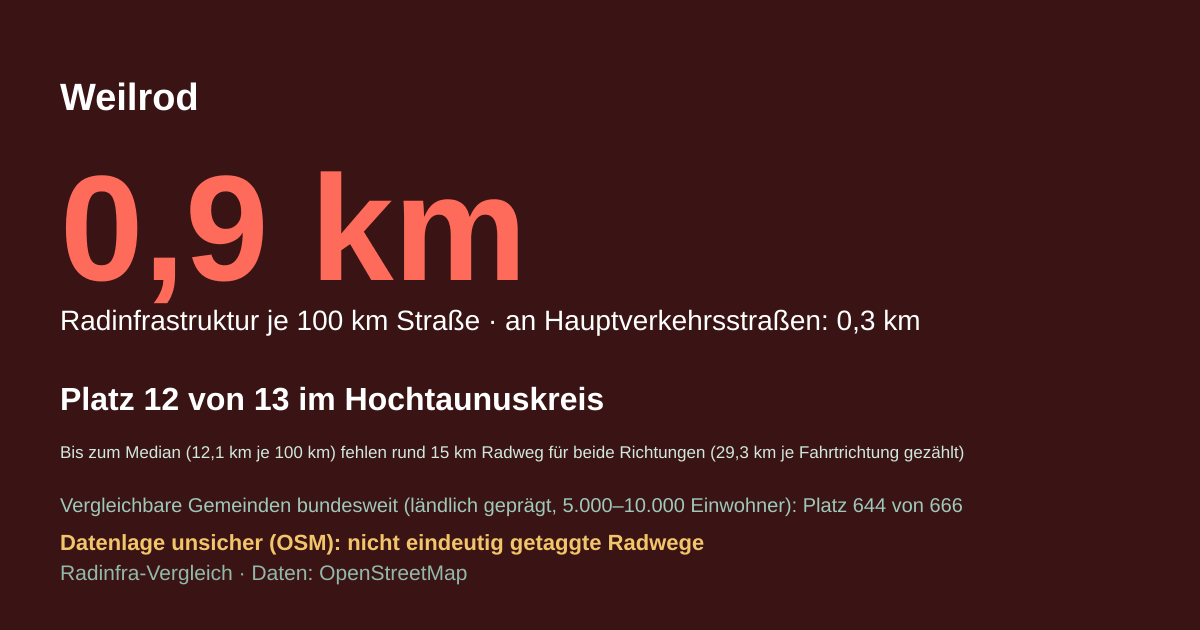 Weilrod
0,9 km
Radinfrastruktur je 100 km Straße · an Hauptverkehrsstraßen: 0,3 km
Platz 12 von 13 im Hochtaunuskreis
Bis zum Median (12,1 km je 100 km) fehlen rund 15 km Radweg für beide Richtungen (29,3 km je Fahrtrichtung gezählt)
Vergleichbare Gemeinden bundesweit (ländlich geprägt, 5.000–10.000 Einwohner): Platz 644 von 666
Datenlage unsicher (OSM): nicht eindeutig getaggte Radwege
Radinfra-Vergleich · Daten: OpenStreetMap